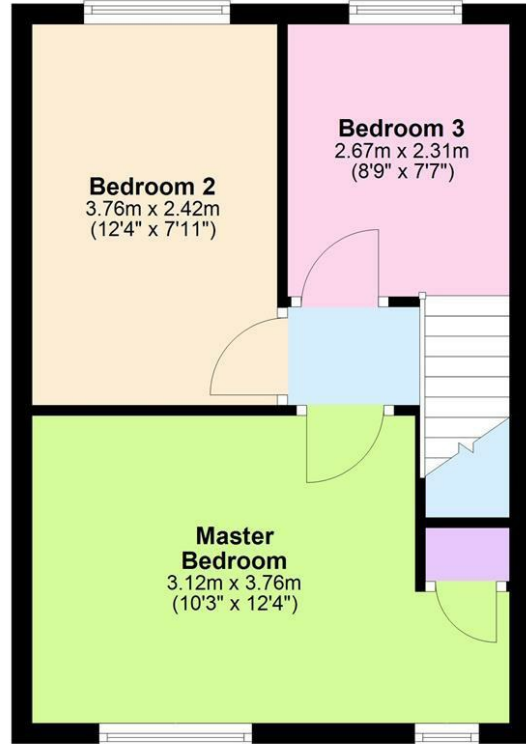 Bedroom 2
3.76m x 2.42m
(12'4" x 7'11")
Bedroom 3
2.67m x 2.31m
(8'9" x 7'7")
Master
Bedroom
3.12m x 3.76m
(10'3" x 12'4")